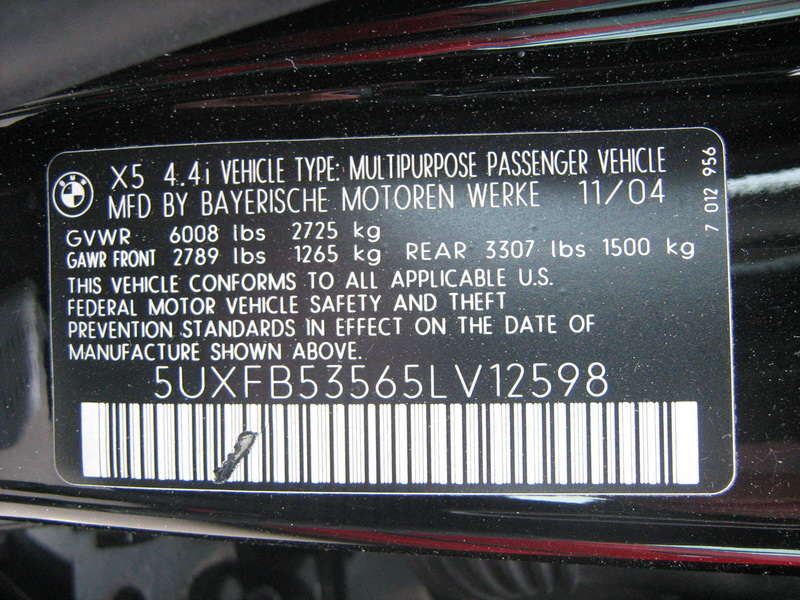 X5 4.4i VEHICLE TYPE: MULTIPURPOSE PASSENGER VEHICLE
MFD BY BAYERISCHE MOTOREN WERKE 11/04
GVWR 6008 lbs 2725 kg
GAWR FRONT 2789 lbs 1265 kg REAR 3307 lbs 1500 kg
THIS VEHICLE CONFORMS TO ALL APPLICABLE U.S.
FEDERAL MOTOR VEHICLE SAFETY AND THEFT
PREVENTION STANDARDS IN EFFECT ON THE DATE OF
MANUFACTURE SHOWN ABOVE.
5UXFB53565LV12598
7 012 956
BMW